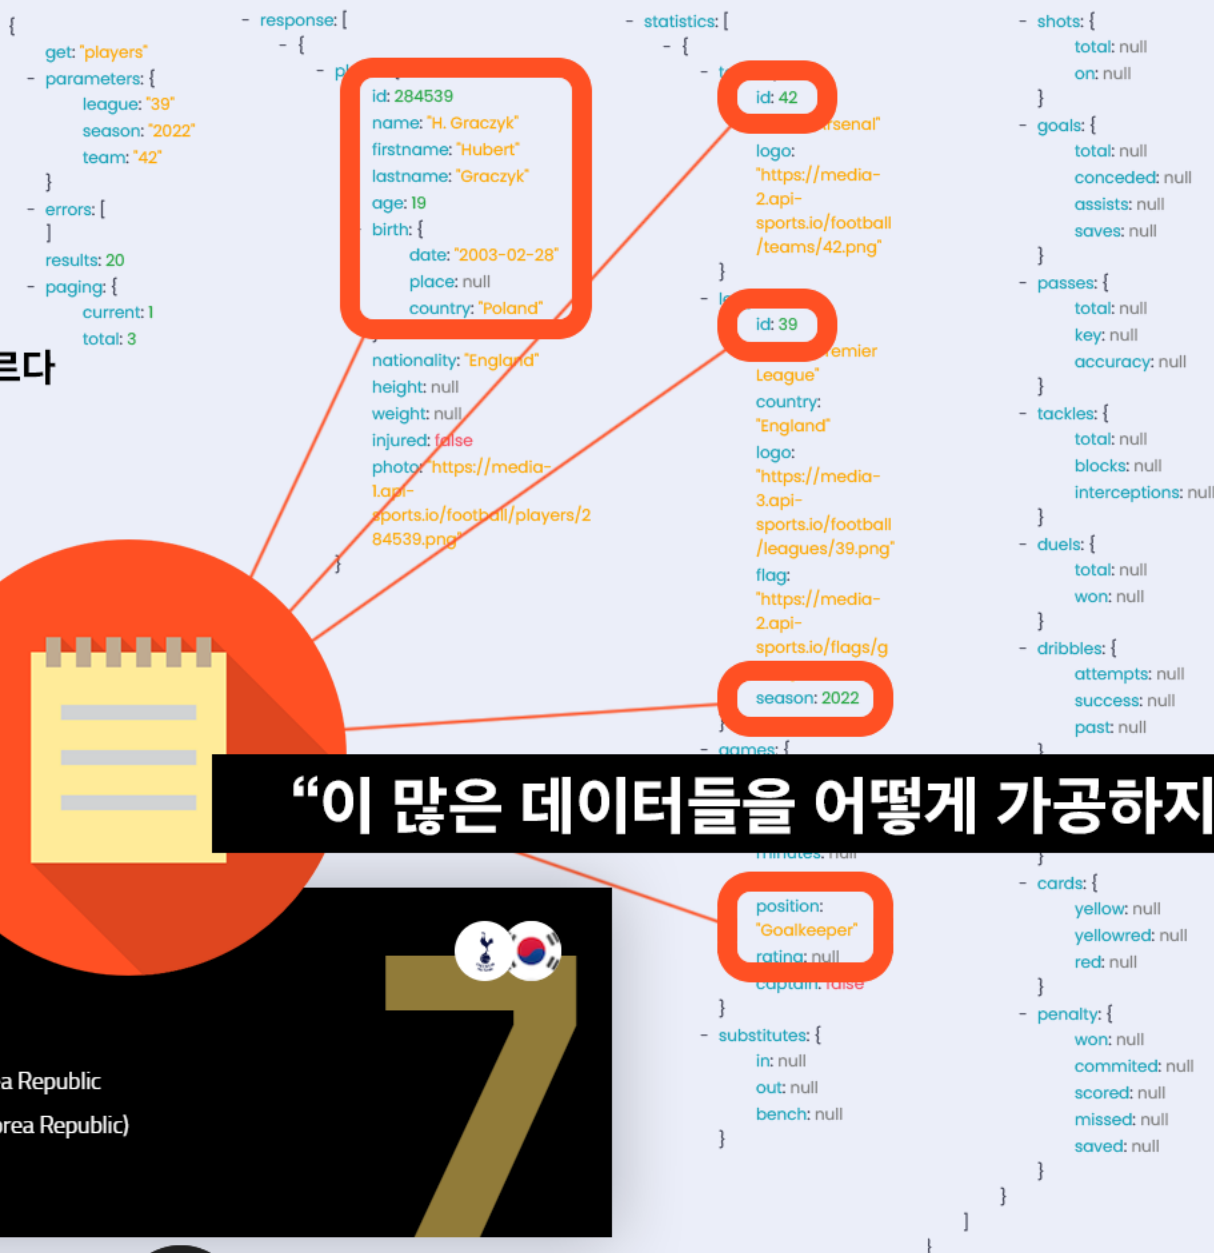 {
get: "players"
- parameters: {
league: "39"
season: "2022"
team: "42"
}
- errors: [
]
results: 20
- paging: {
current: 1
total: 3
르다
- response: [
- {
id: 284539
name: "H. Graczyk"
firstname: "Hubert"
lastname: "Graczyk"
age: 19
birth: {
date: "2003-02-28"
place: null
country: "Poland"
}
nationality: "England"
height: null
weight: null
injured: false
photo: "https://media-
1.api-
sports.io/football/players/2
84539.png"
}
- statistics: [
- {
id: 42
logo:
"https://media-
2.api-
sports.io/football
/teams/42.png"
}
id: 39
League"
country:
"England"
logo:
"https://media-
3.api-
sports.io/football
/leagues/39.png"
flag:
"https://media-
2.api-
sports.io/flags/g
season: 2022
}
- games: {
“이 많은 데이터들을 어떻게 가공하지
minutes: null
position:
"Goalkeeper"
rating: null
captain: false
}
- substitutes: {
in: null
out: null
bench: null
}
- shots: {
total: null
on: null
}
- goals: {
total: null
conceded: null
assists: null
saves: null
}
- passes: {
total: null
key: null
accuracy: null
}
- tackles: {
total: null
blocks: null
interceptions: null
}
- duels: {
total: null
won: null
}
- dribbles: {
attempts: null
success: null
past: null
}
}
- cards: {
yellow: null
yellowred: null
red: null
}
- penalty: {
won: null
commited: null
scored: null
missed: null
saved: null
}
}
]
}
7
Republic
Republic)